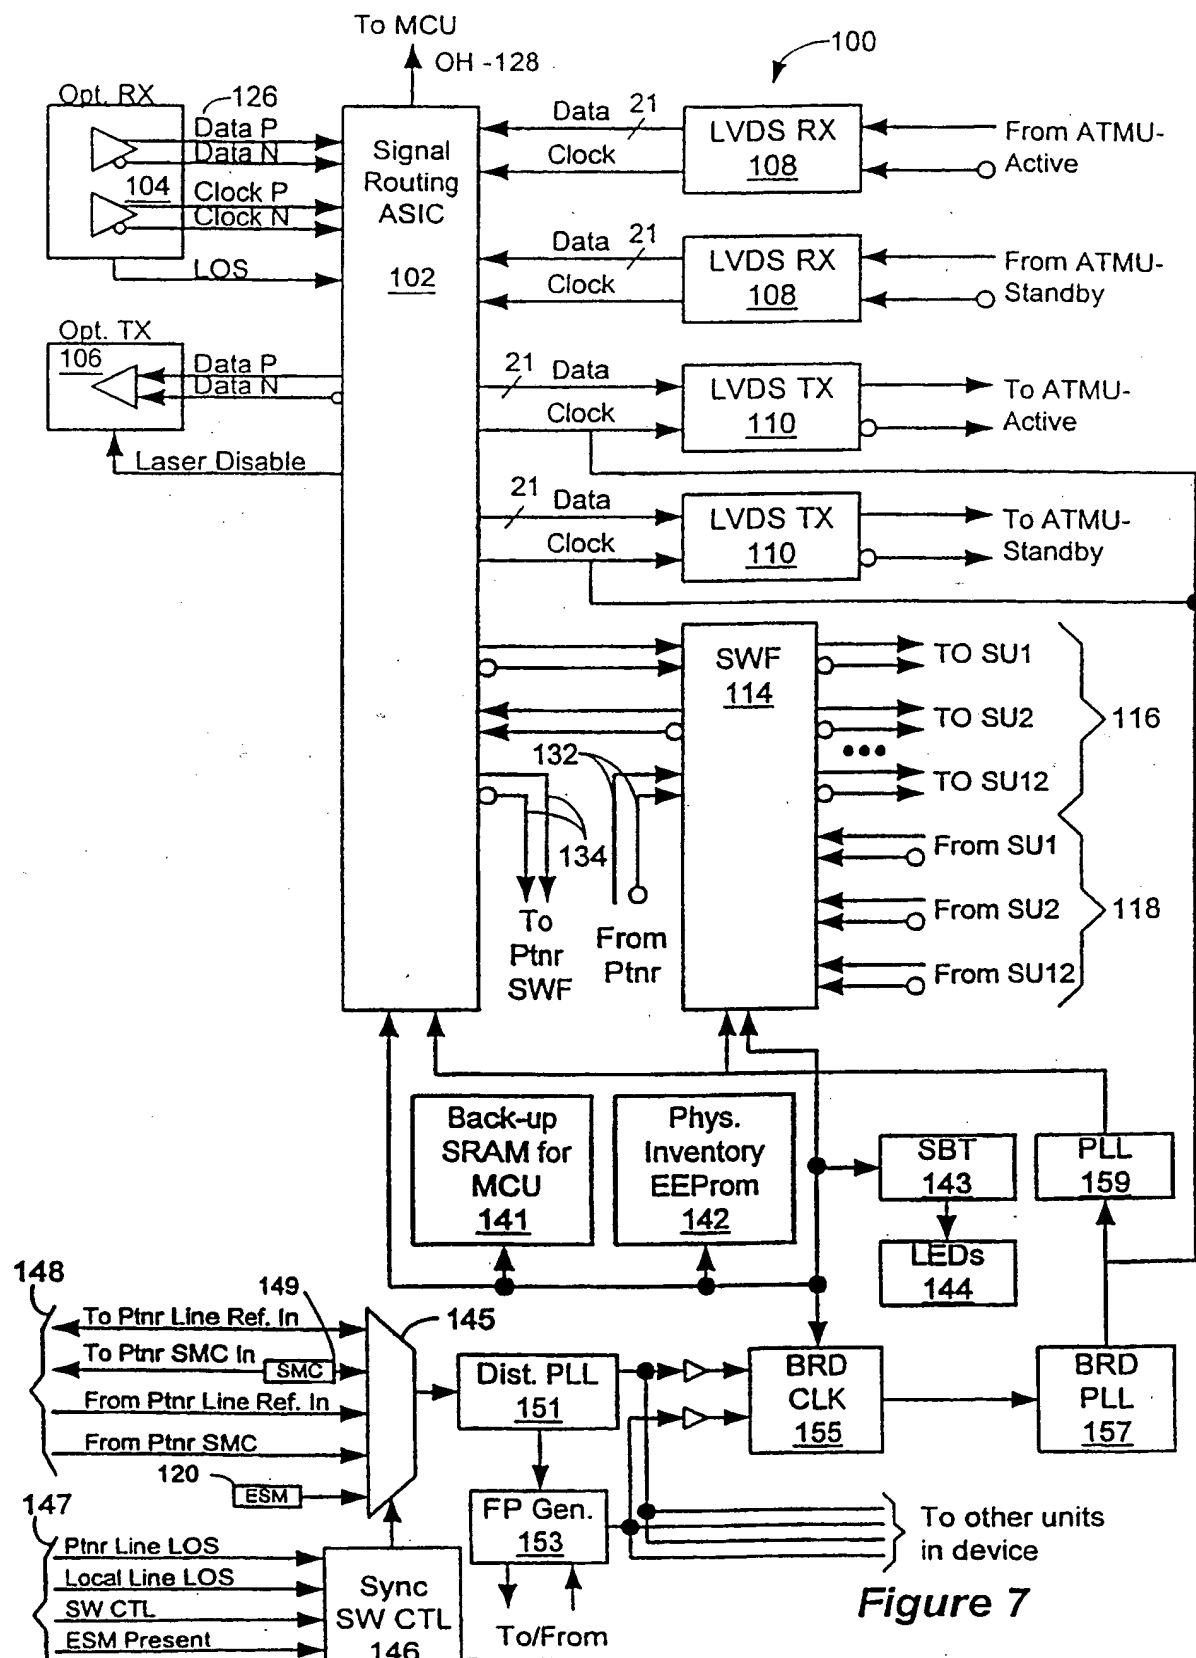 To MCU
OH -128
100
Opt. RX
126
Data P
Data N
104
Clock P
Clock N
LOS
Signal
Routing
ASIC
102
Data
21
Clock
LVDS RX
108
From ATMU-
Active
Data
21
Clock
LVDS RX
108
From ATMU-
Standby
Opt. TX
106
Data P
Data N
Laser Disable
21
Data
Clock
LVDS TX
110
To ATMU-
Active
21
Data
Clock
LVDS TX
110
To ATMU-
Standby
SWF
114
TO SU1
TO SU2
•••
TO SU12
116
From SU1
From SU2
From SU12
118
132
134
To
Ptnr
SWF
From
Ptnr
Back-up
SRAM for
MCU
141
Phys.
Inventory
EEProm
142
SBT
143
LEDs
144
PLL
159
148
To Ptnr Line Ref. In
149
To Ptnr SMC In
SMC
From Ptnr Line Ref. In
From Ptnr SMC
120
ESM
145
Dist. PLL
151
BRD
CLK
155
BRD
PLL
157
FP Gen.
153
To other units
in device
147
Ptnr Line LOS
Local Line LOS
SW CTL
ESM Present
Sync
SW CTL
146
To/From
Figure 7